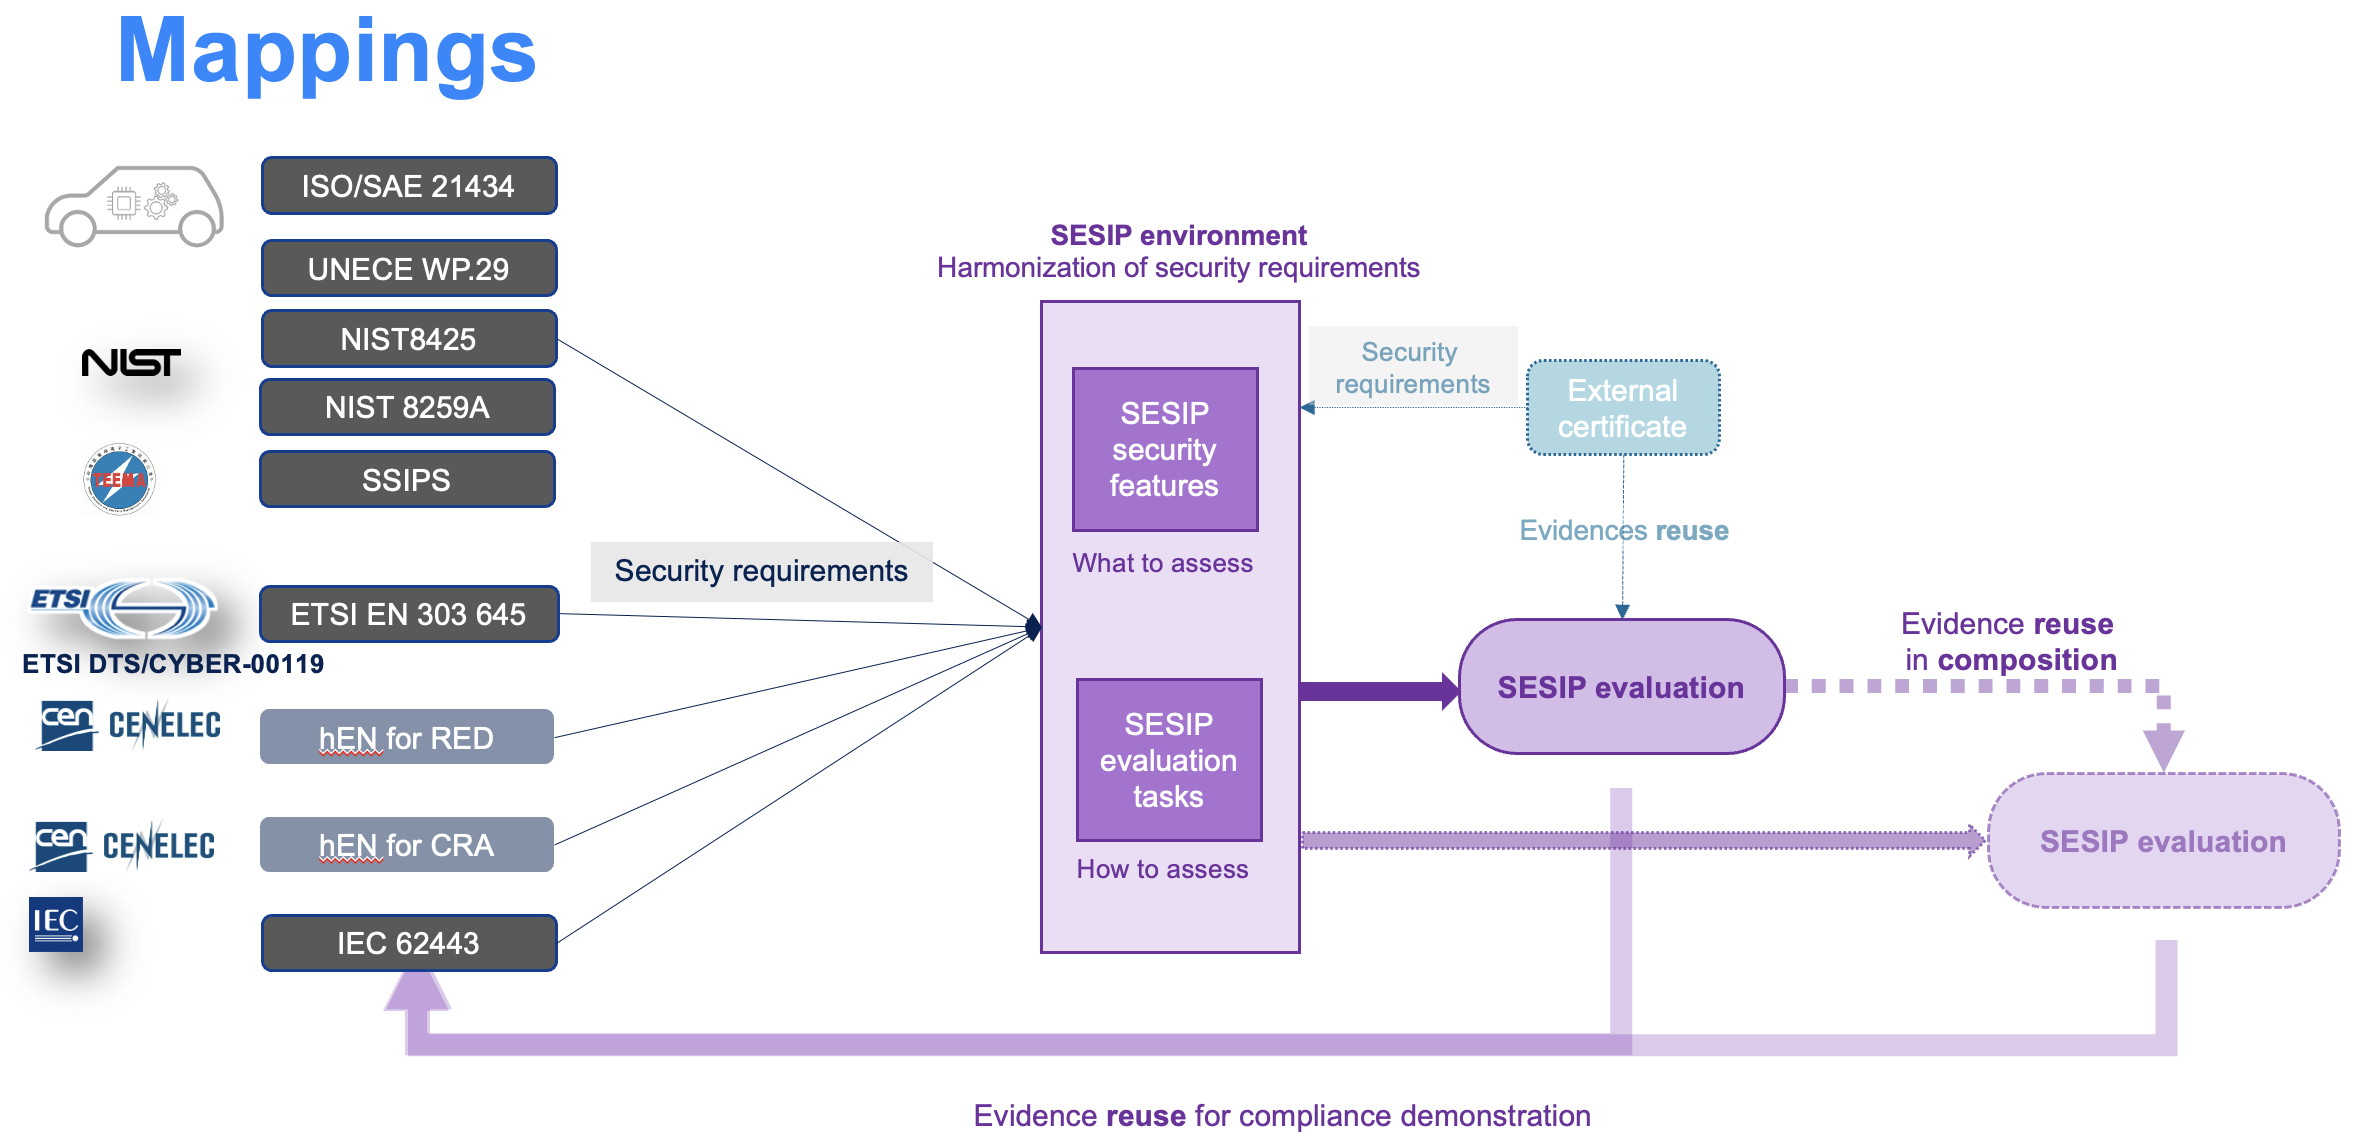 Mappings
ISO/SAE 21434
UNECE WP.29
NIST
NIST8425
NIST 8259A
TEEMA
SSIPS
ETSI
ETSI EN 303 645
ETSI DTS/CYBER-00119
cen CENELEC
hEN for RED
cen CENELEC
hEN for CRA
IEC
IEC 62443
Security requirements
SESIP environment
Harmonization of security requirements
SESIP
security
features
What to assess
SESIP
evaluation
tasks
How to assess
Security
requirements
External
certificate
Evidences reuse
SESIP evaluation
Evidence reuse
in composition
SESIP evaluation
Evidence reuse for compliance demonstration